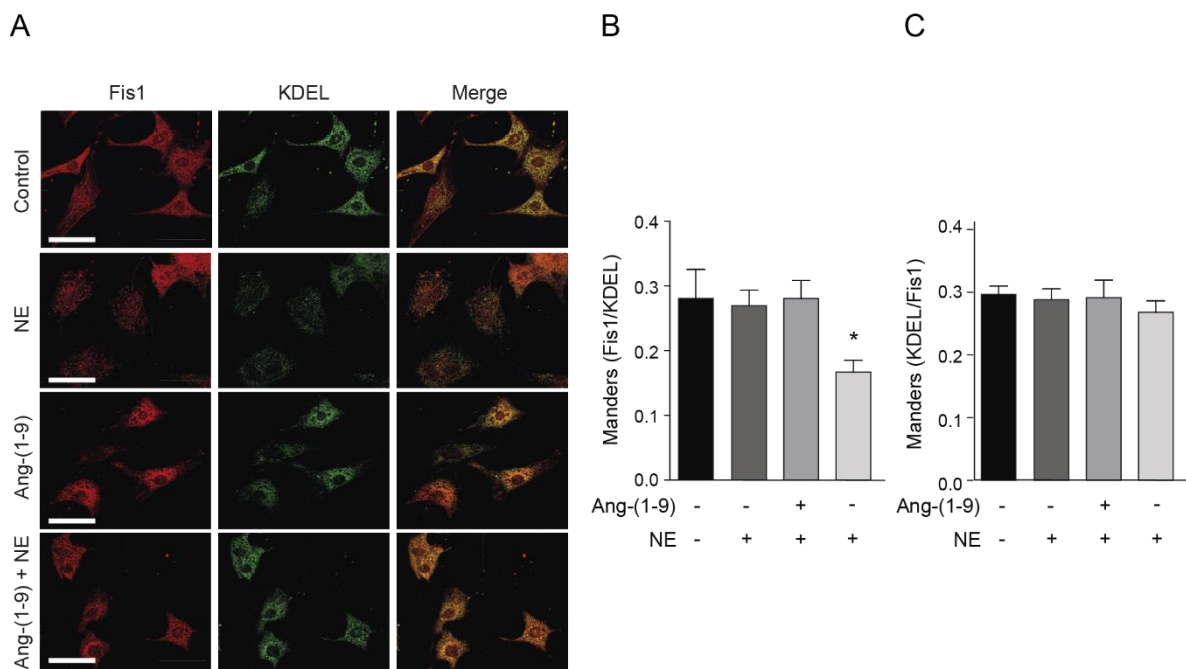 A
B
C
Fis1
KDEL
Merge
Control
NE
Ang-(1-9)
Ang-(1-9) + NE
Manders (Fis1/KDEL)
0.4
0.3
0.2
0.1
0.0
*
Ang-(1-9) - - + -
NE - + + +
Manders (KDEL/Fis1)
0.4
0.3
0.2
0.1
0.0
Ang-(1-9) - - + -
NE - + + +